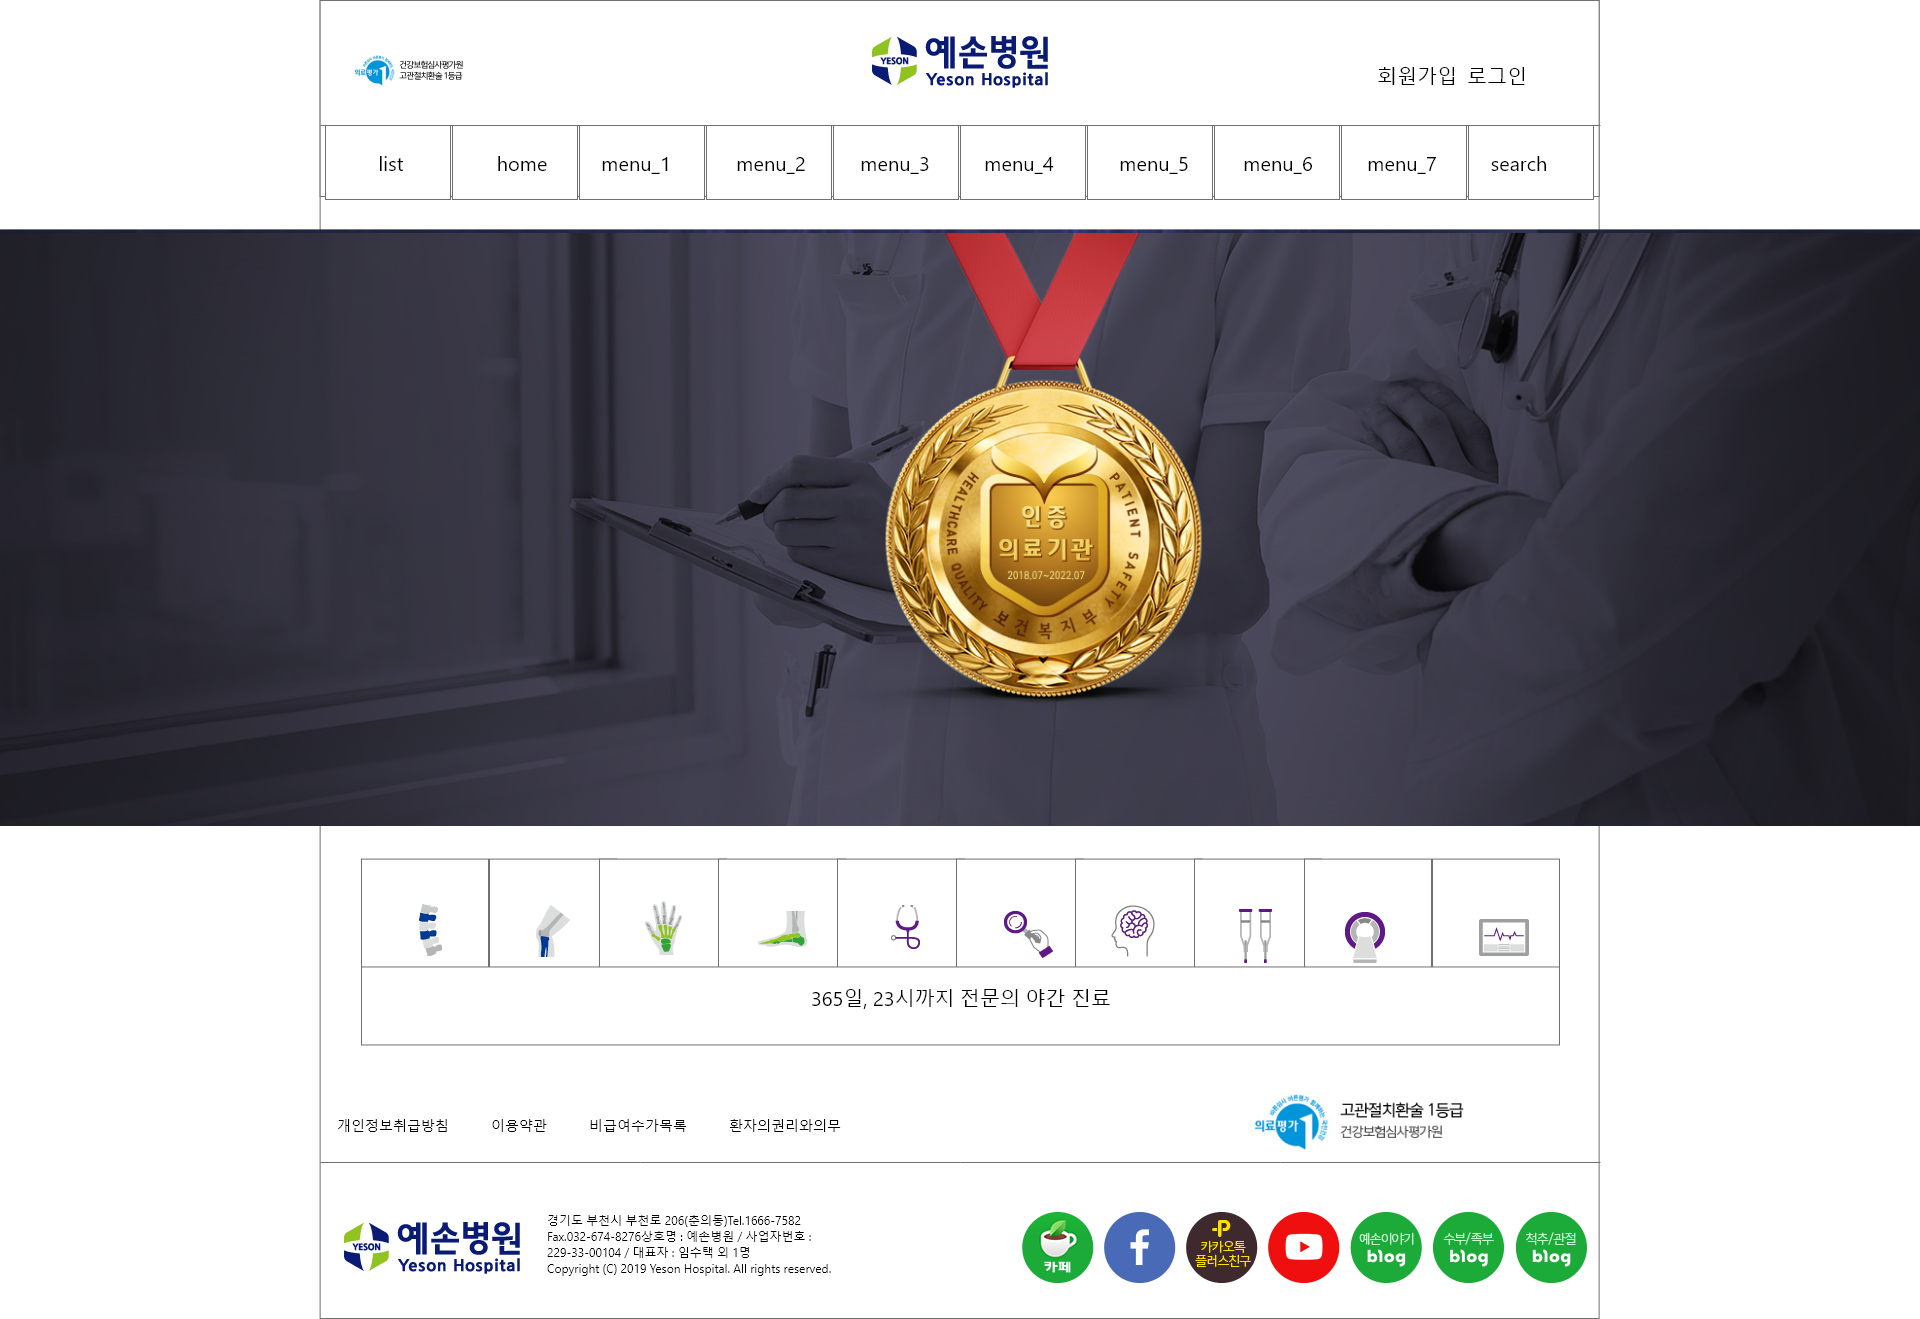 의료평가 1
건강보험심사평가원
고관절치환술 1등급
YESON
예손병원
Yeson Hospital
회원가입 로그인
list home menu_1 menu_2 menu_3 menu_4 menu_5 menu_6 menu_7 search
HEALTHCARE QUALITY
PATIENT SAFETY
인증
의료기관
2018.07~2022.07
보건복지부
365일, 23시까지 전문의 야간 진료
개인정보취급방침 이용약관 비급여수가목록 환자의권리와의무
의료평가 1
고관절치환술 1등급
건강보험심사평가원
YESON
예손병원
Yeson Hospital
경기도 부천시 부천로 206(춘의동)Tel.1666-7582
Fax.032-674-8276상호명 : 예손병원 / 사업자번호 :
229-33-00104 / 대표자 : 임수택 외 1명
Copyright (C) 2019 Yeson Hospital. All rights reserved.
카페
f
P
카카오톡
플러스친구
예손이야기
blog
수부/족부
blog
척추/관절
blog